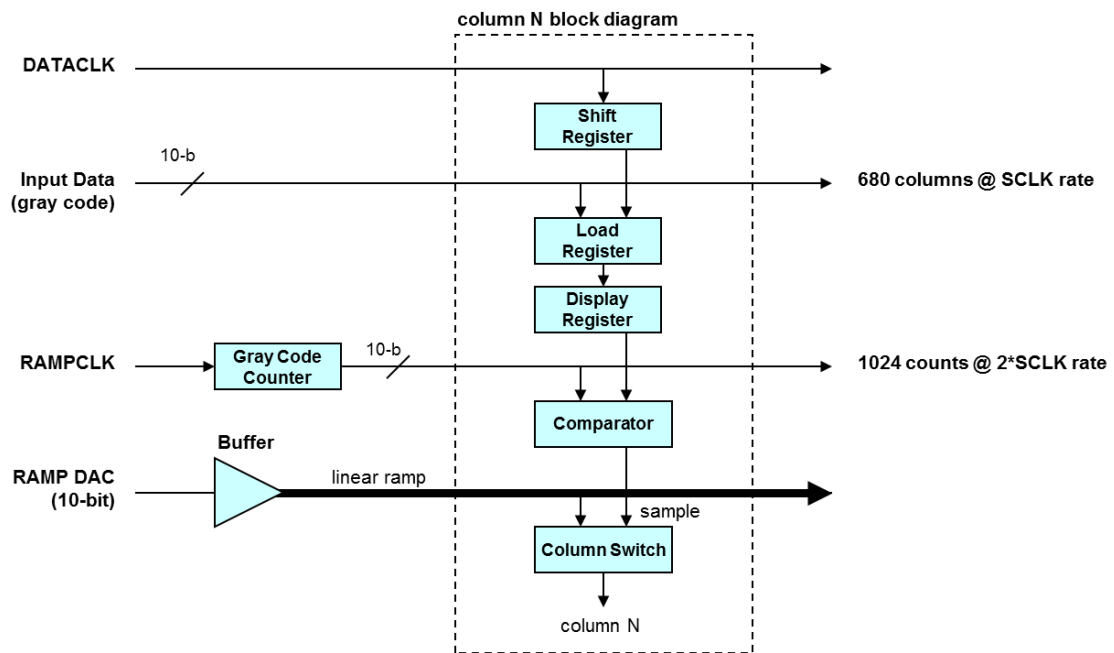 column N block diagram
DATACLK
Shift
Register
10-b
Input Data
(gray code)
680 columns @ SCLK rate
Load
Register
Display
Register
RAMPCLK
Gray Code
Counter
10-b
1024 counts @ 2*SCLK rate
Comparator
Buffer
RAMP DAC
(10-bit)
linear ramp
sample
Column Switch
column N